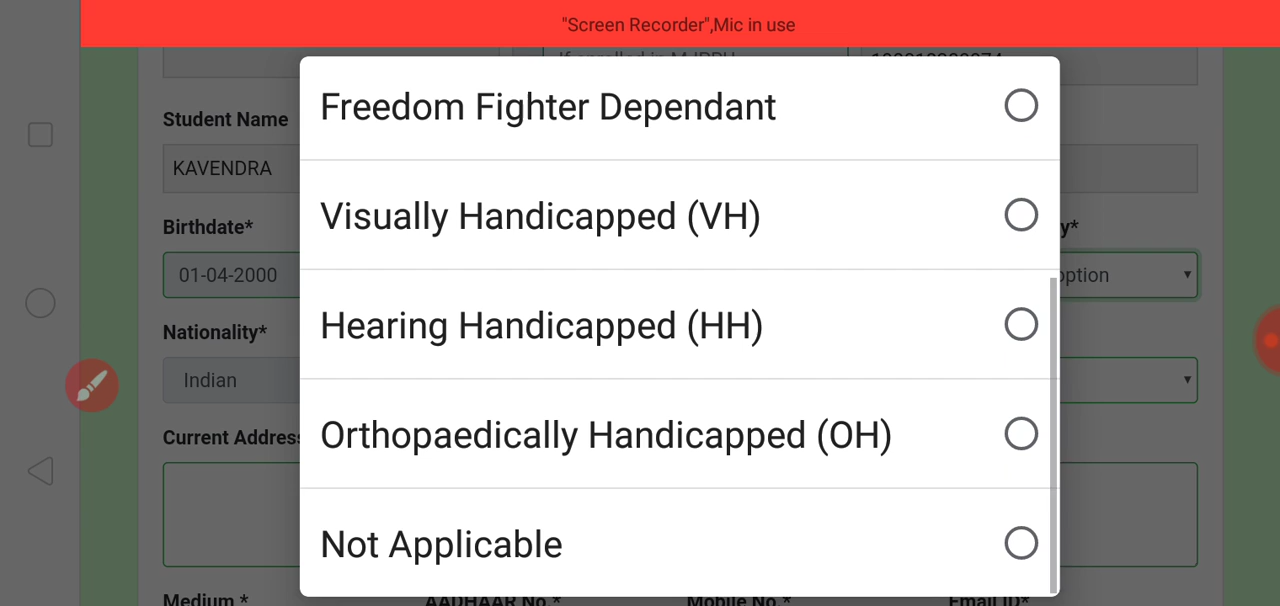 "Screen Recorder",Mic in use
Student Name
KAVENDRA
Birthdate*
y*
01-04-2000
option
Nationality*
Indian
Current Address
Freedom Fighter Dependant
Visually Handicapped (VH)
Hearing Handicapped (HH)
Orthopaedically Handicapped (OH)
Not Applicable
Medium * AADHAAR No * Mobile No * Email ID*